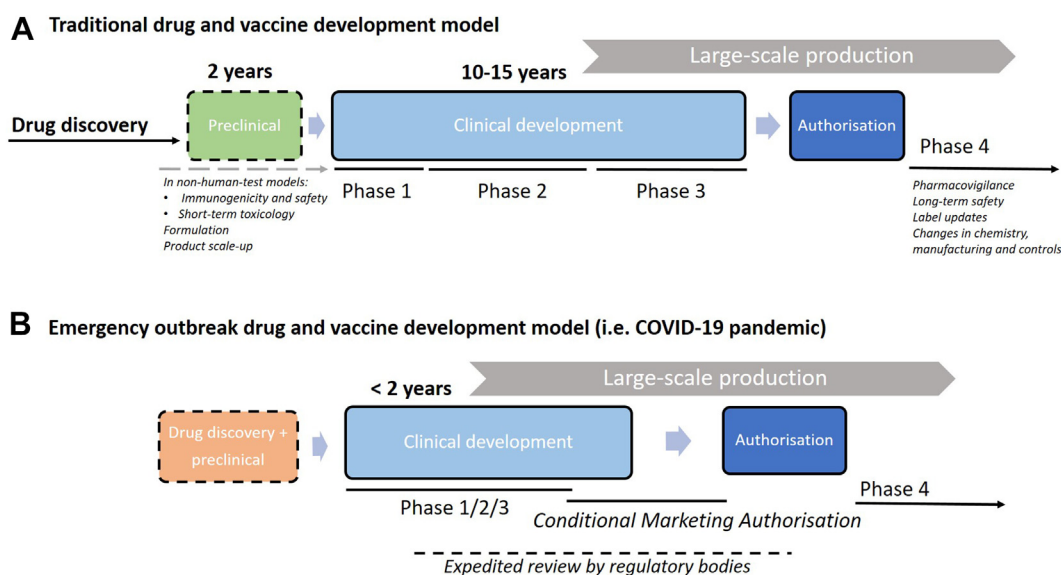 A Traditional drug and vaccine development model
Large-scale production
2 years
10-15 years
Drug discovery
Preclinical
Clinical development
Authorisation
Phase 1
Phase 2
Phase 3
Phase 4
In non-human-test models:
• Immunogenicity and safety
• Short-term toxicology
Formulation
Product scale-up
Pharmacovigilance
Long-term safety
Label updates
Changes in chemistry,
manufacturing and controls
B Emergency outbreak drug and vaccine development model (i.e. COVID-19 pandemic)
Large-scale production
< 2 years
Drug discovery +
preclinical
Clinical development
Authorisation
Phase 1/2/3
Conditional Marketing Authorisation
Phase 4
Expedited review by regulatory bodies